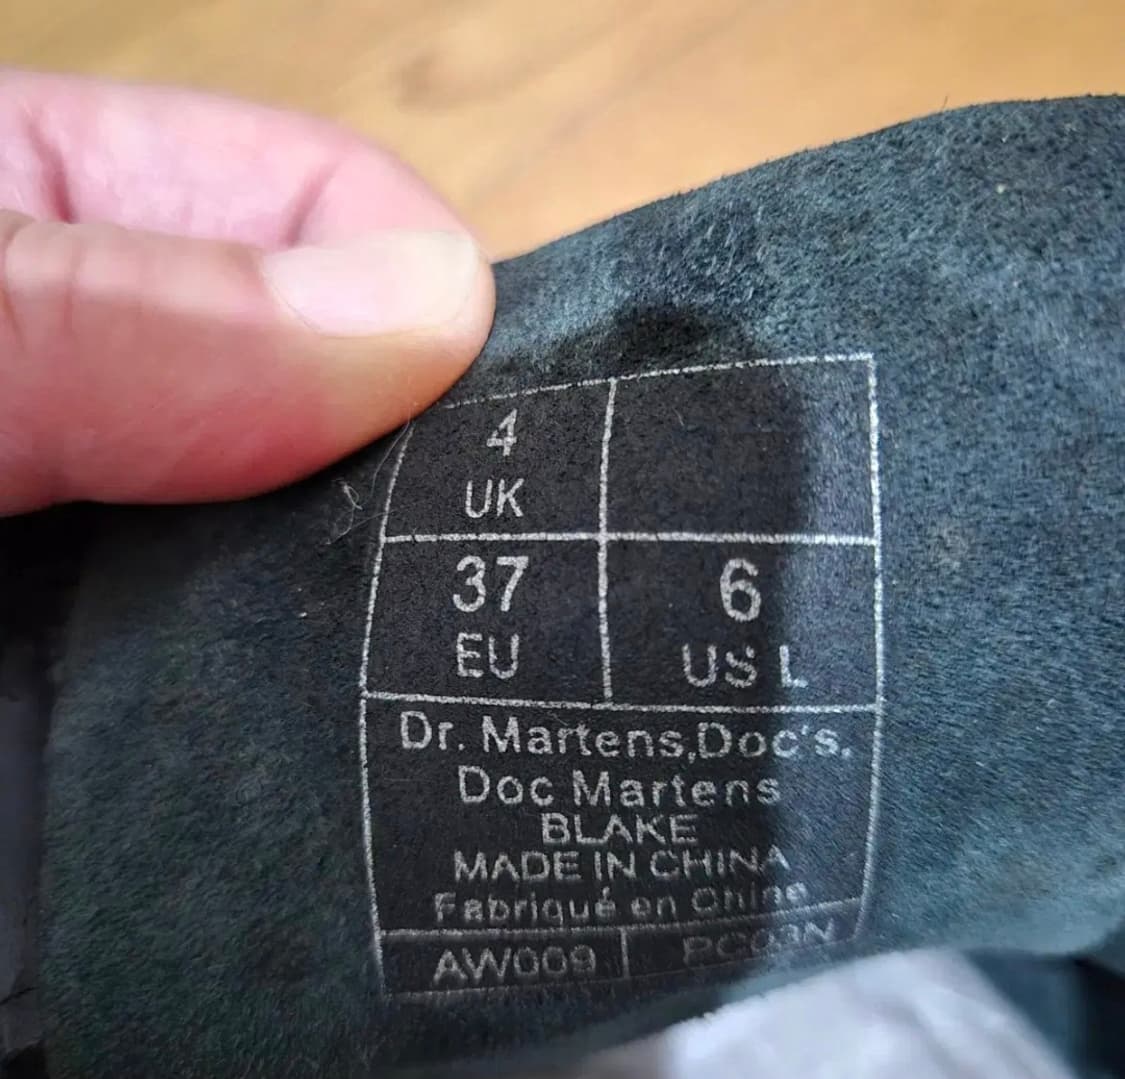 4
UK
37
EU
6
US L
Dr. Martens,Doc's,
Doc Martens
BLAKE
MADE IN CHINA
Fabriqué en Chine
AW009